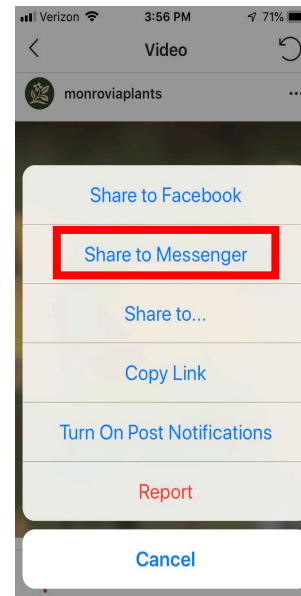 Verizon 3:56 PM 71%
Video
monroviaplants
Share to Facebook
Share to Messenger
Share to...
Copy Link
Turn On Post Notifications
Report
Cancel